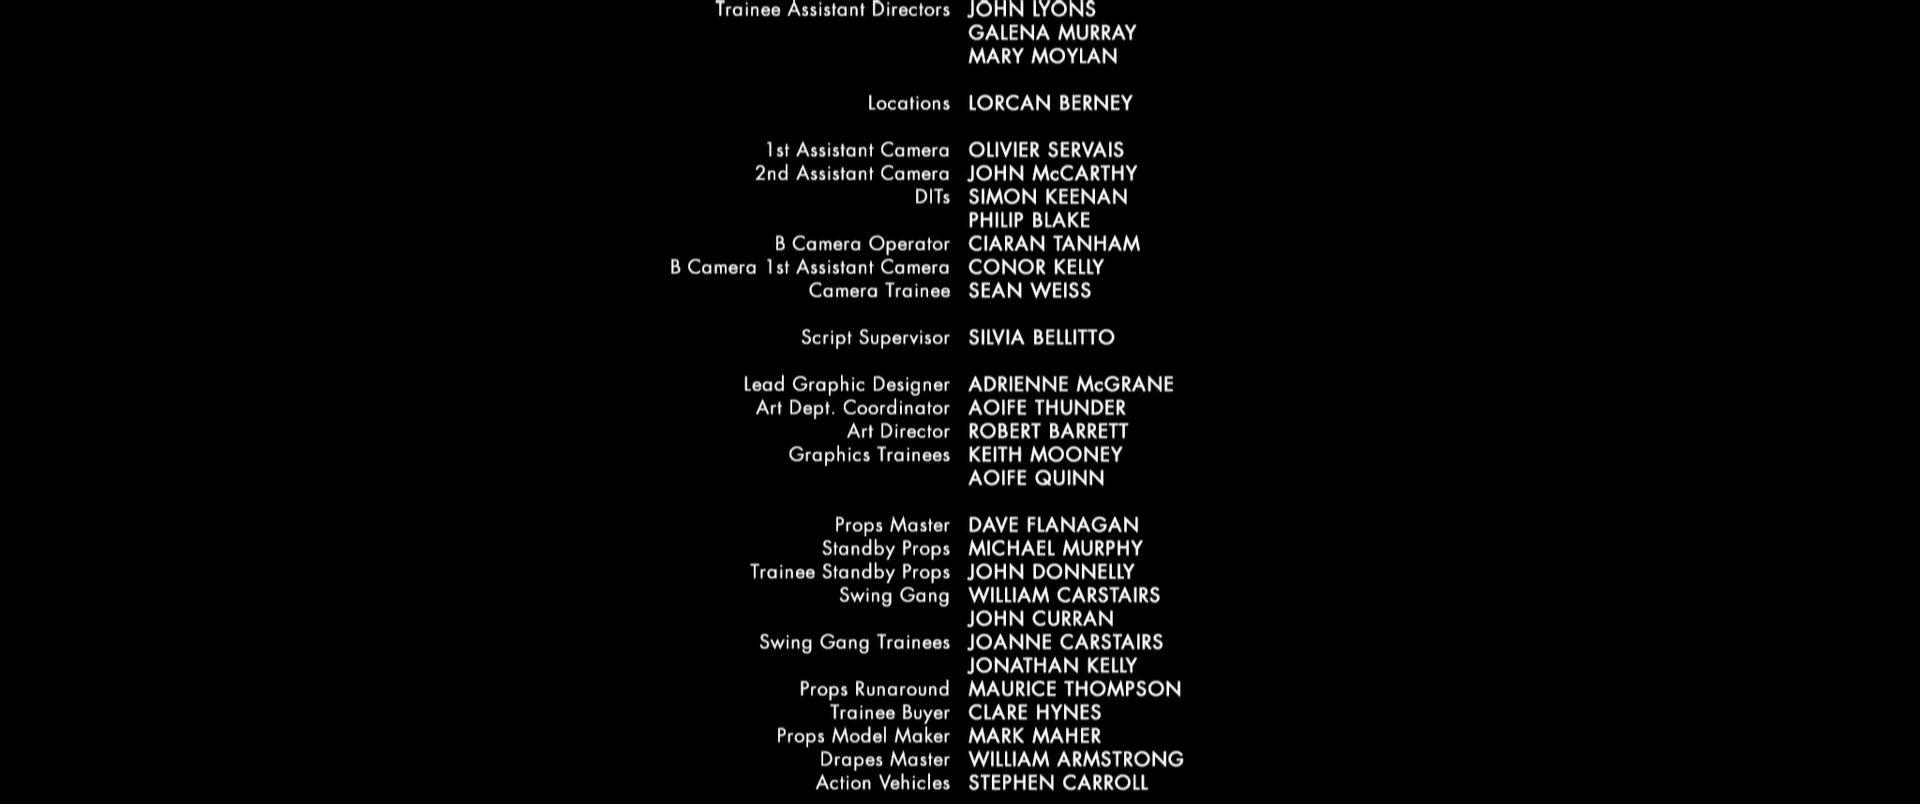 Trainee Assistant Directors JOHN LYONS
GALENA MURRAY
MARY MOYLAN
Locations LORCAN BERNEY
1st Assistant Camera OLIVIER SERVAIS
2nd Assistant Camera JOHN McCARTHY
DITs SIMON KEENAN
PHILIP BLAKE
B Camera Operator CIARAN TANHAM
B Camera 1st Assistant Camera CONOR KELLY
Camera Trainee SEAN WEISS
Script Supervisor SILVIA BELLITTO
Lead Graphic Designer ADRIENNE McGRANE
Art Dept. Coordinator AOIFE THUNDER
Art Director ROBERT BARRETT
Graphics Trainees KEITH MOONEY
AOIFE QUINN
Props Master DAVE FLANAGAN
Standby Props MICHAEL MURPHY
Trainee Standby Props JOHN DONNELLY
Swing Gang WILLIAM CARSTAIRS
JOHN CURRAN
Swing Gang Trainees JOANNE CARSTAIRS
JONATHAN KELLY
Props Runaround MAURICE THOMPSON
Trainee Buyer CLARE HYNES
Props Model Maker MARK MAHER
Drapes Master WILLIAM ARMSTRONG
Action Vehicles STEPHEN CARROLL